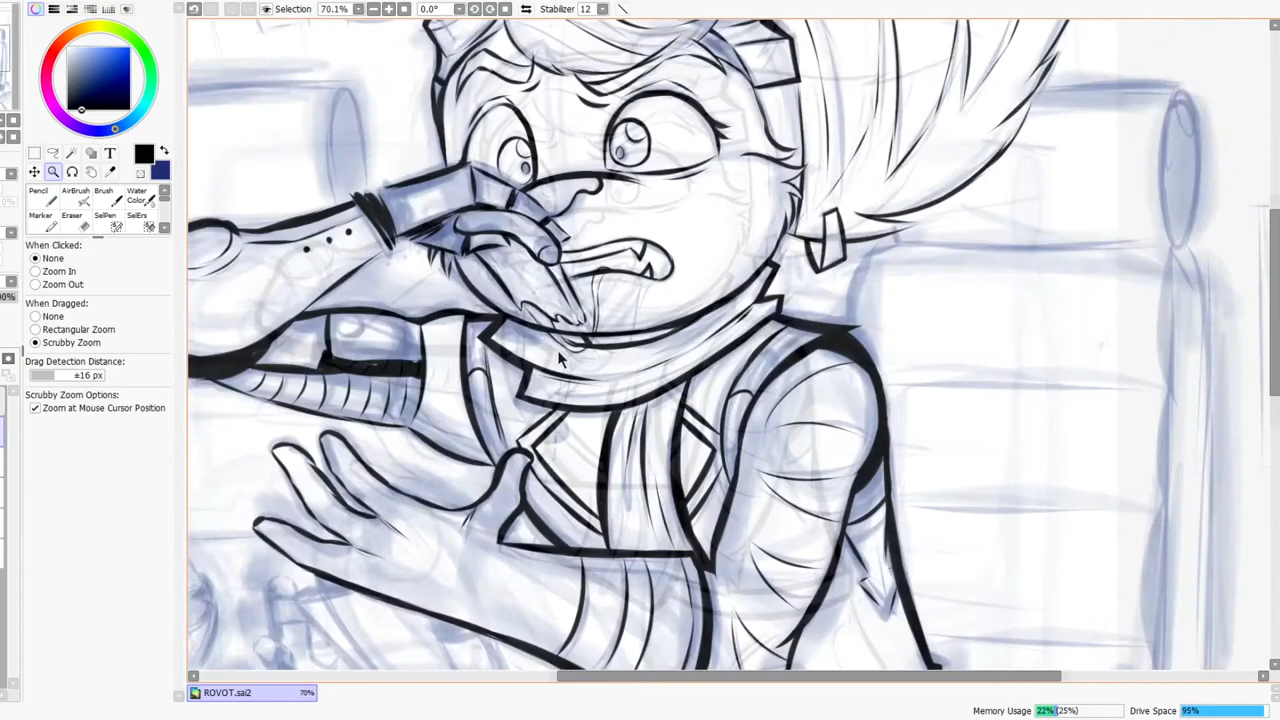 Selection 70.1% 0.0° Stabilizer 12
T
Pencil AirBrush Brush Water Color
Marker Eraser SelPen SelErs
When Clicked:
None
Zoom In
Zoom Out
When Dragged:
None
Rectangular Zoom
Scrubby Zoom
Drag Detection Distance:
±16 px
Scrubby Zoom Options:
Zoom at Mouse Cursor Position
ROVOT.sai2 70%
Memory Usage 22% (25%) Drive Space 95%